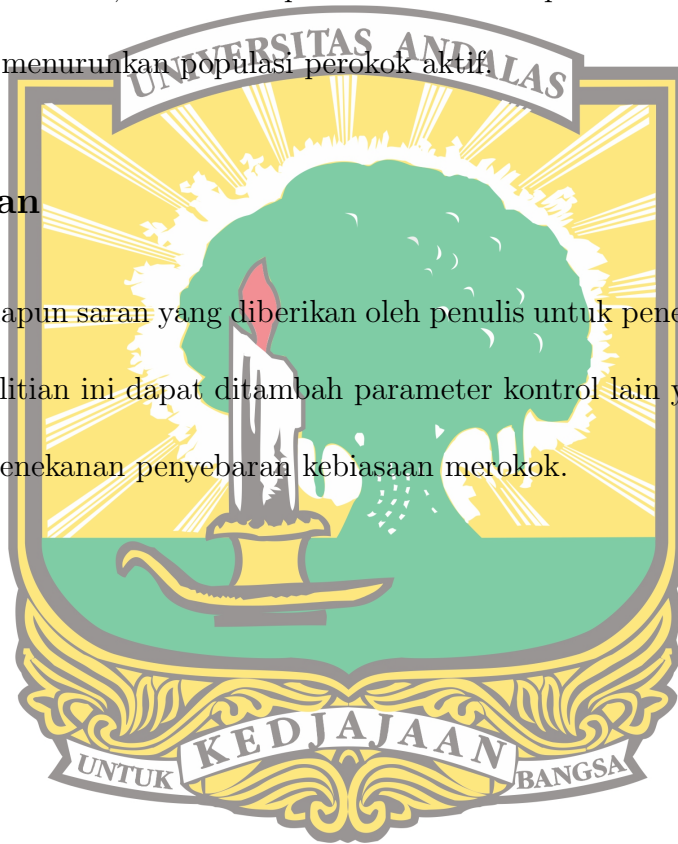 UNIVERSITAS ANDALAS
menurunkan populasi perokok aktif.
an
apun saran yang diberikan oleh penulis untuk pene
litian ini dapat ditambah parameter kontrol lain y
enekanan penyebaran kebiasaan merokok.
KEDJAJAAN
UNTUK
BANGSA